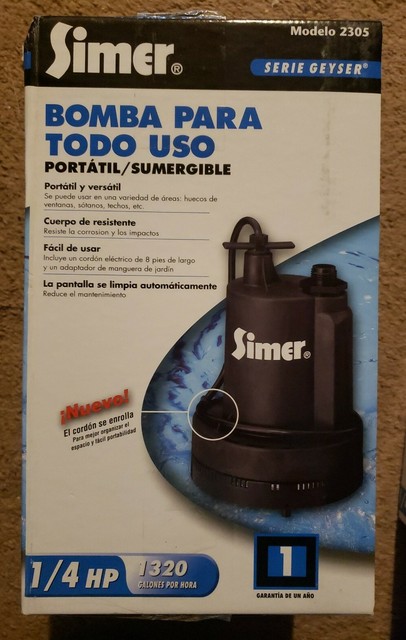 Modelo 2305
Simer®
SERIE GEYSER®
BOMBA PARA
TODO USO
PORTÁTIL/SUMERGIBLE
Portátil y versátil
Se puede usar en una variedad de áreas: huecos de
ventanas, sótanos, techos, etc.
Cuerpo de resistente
Resiste la corrosion y los impactos
Fácil de usar
Incluye un cordón eléctrico de 8 pies de largo
y un adaptador de manguera de jardín
La pantalla se limpia automáticamente
Reduce el mantenimiento
Simer®
¡Nuevo!
El cordón se enrolla
Para mejor organizar el
espacio y fácil portabilidad
1/4 HP
1320
GALONES POR HORA
1
GARANTÍA DE UN AÑO